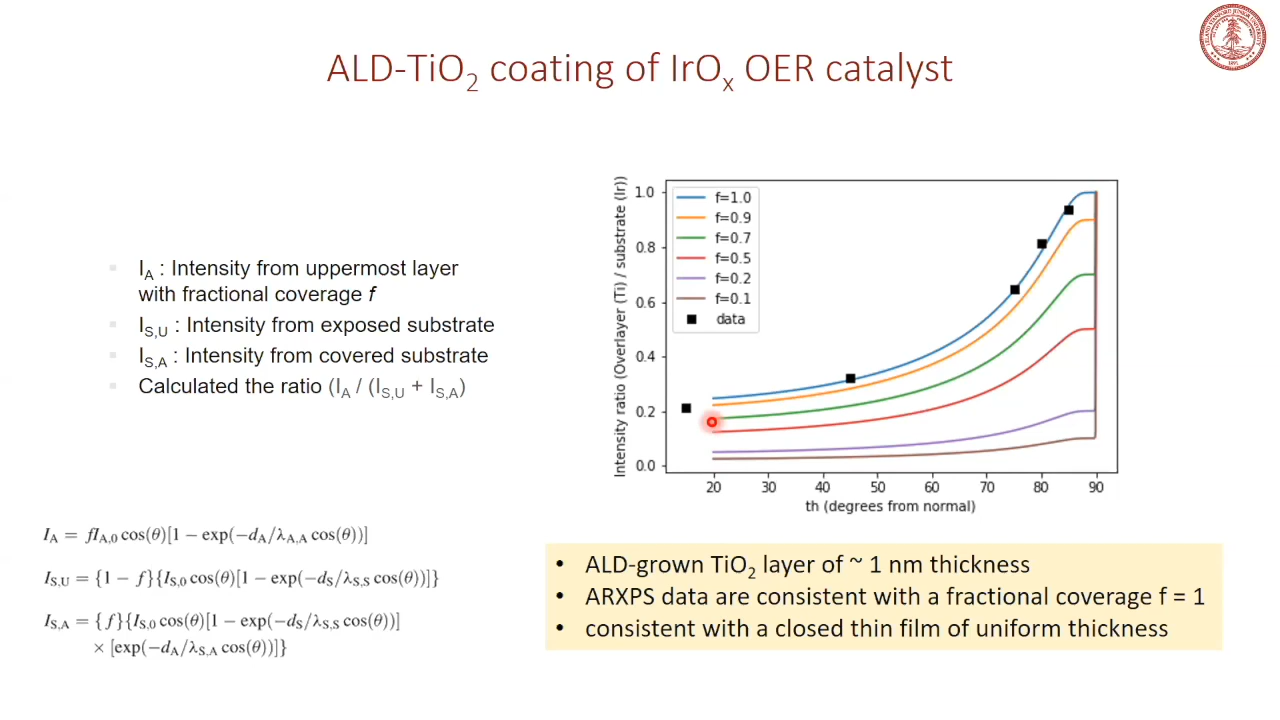 ALD-TiO2 coating of IrOx OER catalyst
IA : Intensity from uppermost layer
with fractional coverage f
IS,U : Intensity from exposed substrate
IS,A : Intensity from covered substrate
Calculated the ratio (IA / (IS,U + IS,A)
IA = fIA,0 cos(θ)[1 − exp(−dA/λA,A cos(θ))]
IS,U = {1 − f}{IS,0 cos(θ)[1 − exp(−dS/λS,S cos(θ))]}
IS,A = {f}{IS,0 cos(θ)[1 − exp(−dS/λS,S cos(θ))]
× [exp(−dA/λS,A cos(θ))]}
Intensity ratio (Overlayer (Ti) / substrate (Ir))
1.0
0.8
0.6
0.4
0.2
0.0
f=1.0
f=0.9
f=0.7
f=0.5
f=0.2
f=0.1
data
20 30 40 50 60 70 80 90
th (degrees from normal)
• ALD-grown TiO2 layer of ~ 1 nm thickness
• ARXPS data are consistent with a fractional coverage f = 1
• consistent with a closed thin film of uniform thickness